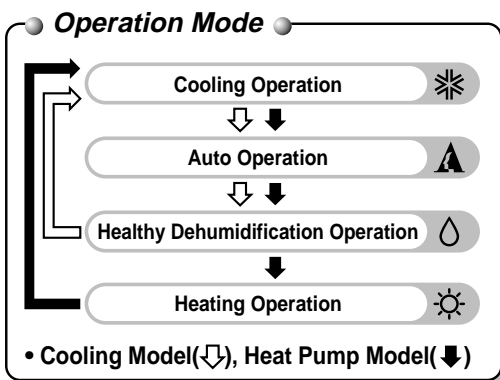 Operation Mode
Cooling Operation
Auto Operation
Healthy Dehumidification Operation
Heating Operation
• Cooling Model(⇩), Heat Pump Model(⬇)